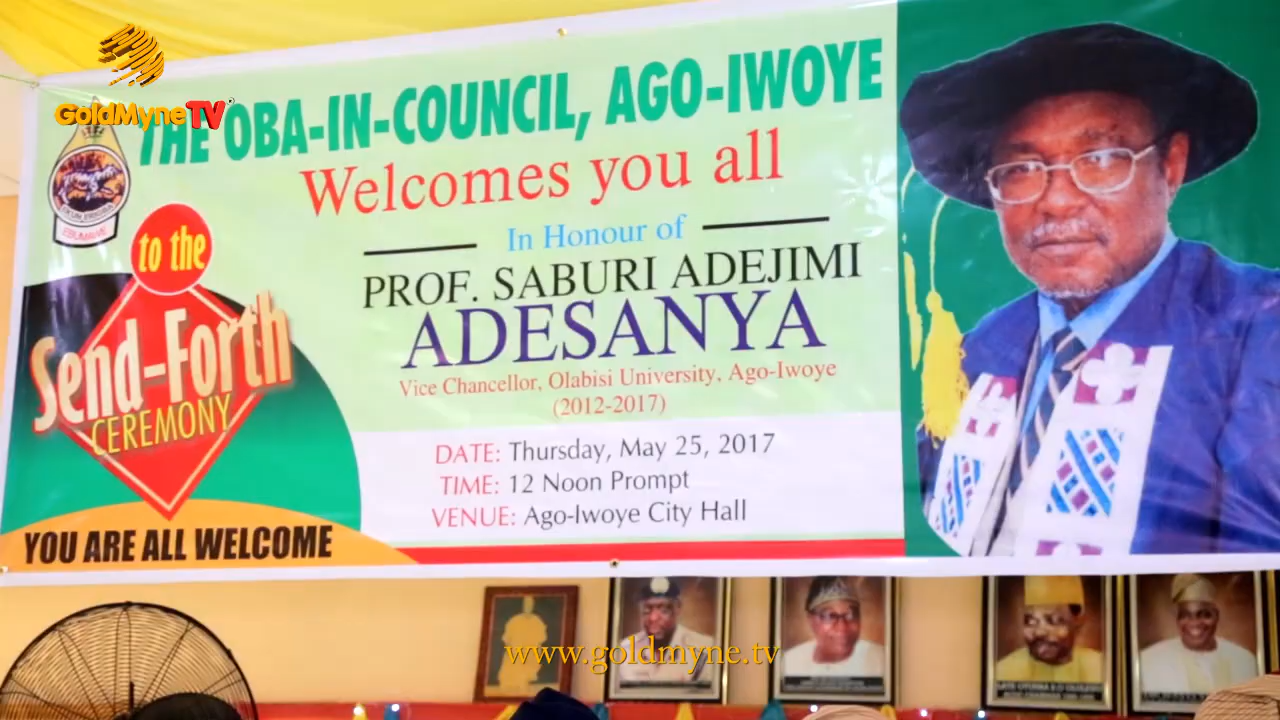 GoldMyneTV
THE OBA-IN-COUNCIL, AGO-IWOYE
Welcomes you all
EBUMAWE
to the
Send-Forth
CEREMONY
In Honour of
PROF. SABURI ADEJIMI
ADESANYA
Vice Chancellor, Olabisi University, Ago-Iwoye
(2012-2017)
DATE: Thursday, May 25, 2017
TIME: 12 Noon Prompt
VENUE: Ago-Iwoye City Hall
YOU ARE ALL WELCOME
www.goldmyne.tv